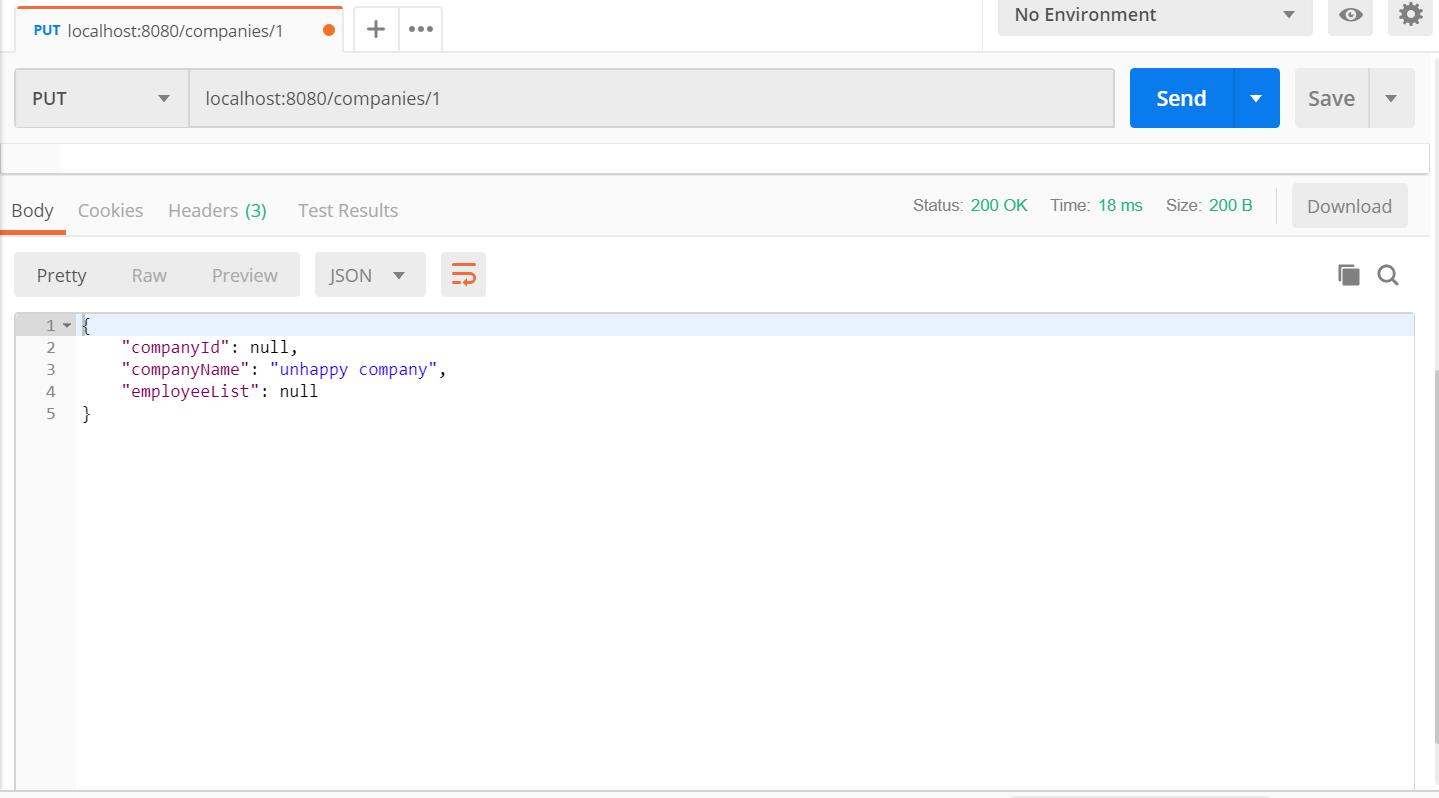 PUT localhost:8080/companies/1
No Environment
PUT localhost:8080/companies/1 Send Save
Body Cookies Headers (3) Test Results Status: 200 OK Time: 18 ms Size: 200 B Download
Pretty Raw Preview JSON
1 {
2 "companyId": null,
3 "companyName": "unhappy company",
4 "employeeList": null
5 }